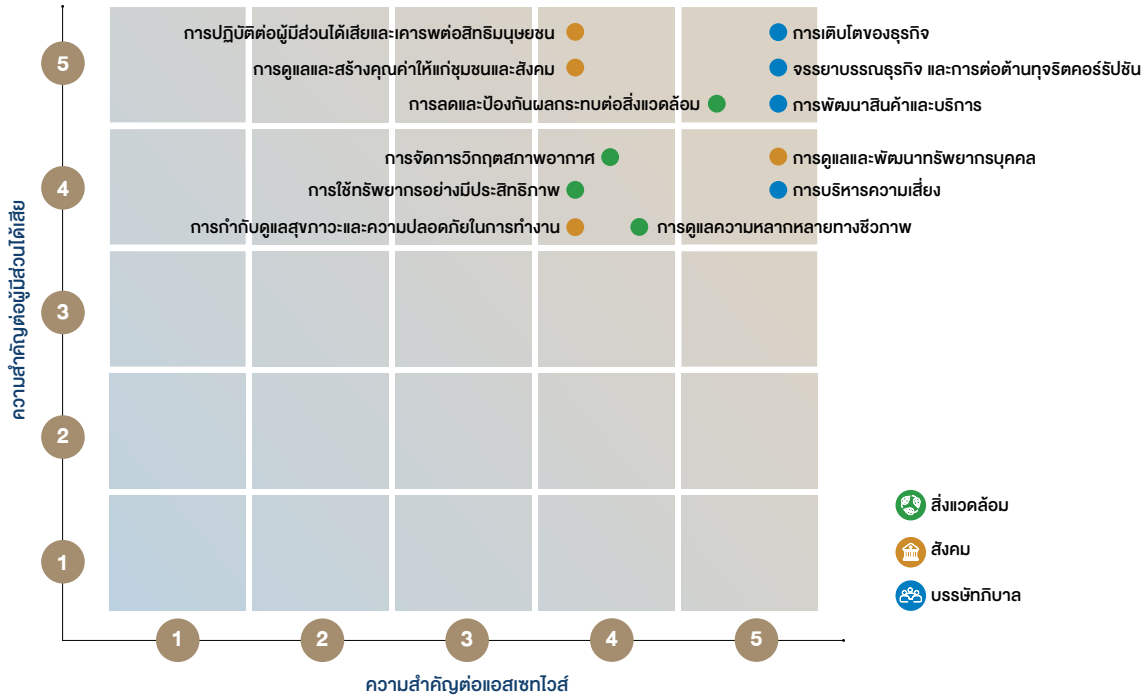 ความสำคัญต่อผู้มีส่วนได้เสีย
5
การปฏิบัติต่อผู้มีส่วนได้เสียและเคารพต่อสิทธิมนุษยชน
การเติบโตของธุรกิจ
การดูแลและสร้างคุณค่าให้แก่ชุมชนและสังคม
จรรยาบรรณธุรกิจ และการต่อต้านทุจริตคอร์รัปชัน
การลดและป้องกันผลกระทบต่อสิ่งแวดล้อม
การพัฒนาสินค้าและบริการ
4
การจัดการวิกฤตสภาพอากาศ
การดูแลและพัฒนาทรัพยากรบุคคล
การใช้ทรัพยากรอย่างมีประสิทธิภาพ
การบริหารความเสี่ยง
การกำกับดูแลสุขภาวะและความปลอดภัยในการทำงาน
การดูแลความหลากหลายทางชีวภาพ
3
2
1
สิ่งแวดล้อม
สังคม
บรรษัทภิบาล
1
2
3
4
5
ความสำคัญต่อแอสเซทไวส์